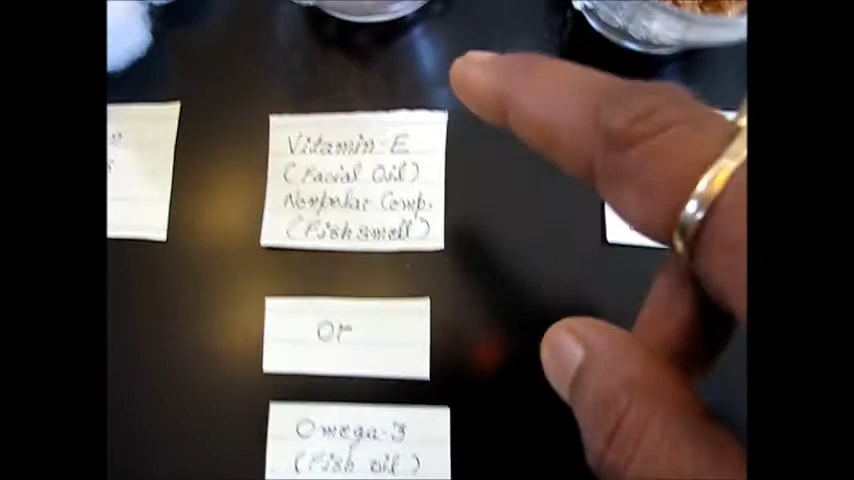 Vitamin-E
(Facial Oil)
Nonpolar Comp.
(Fish smell)
Or
Omega-3
(Fish oil)